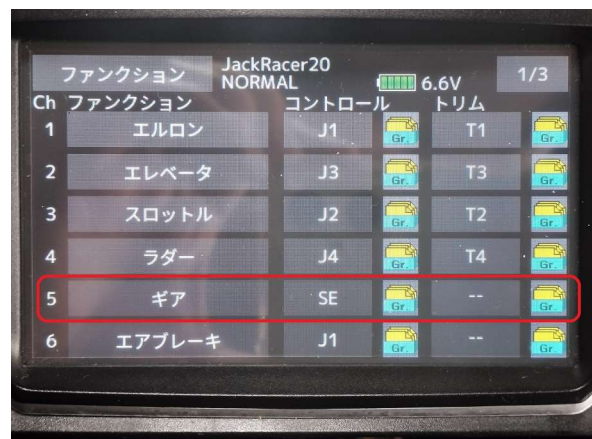 ファンクション JackRacer20 NORMAL 6.6V 1/3
Ch ファンクション コントロール トリム
1 エルロン J1 Gr. T1 Gr.
2 エレベータ J3 Gr. T3 Gr.
3 スロットル J2 Gr. T2 Gr.
4 ラダー J4 Gr. T4 Gr.
5 ギア SE Gr. -- Gr.
6 エアブレーキ J1 Gr. -- Gr.